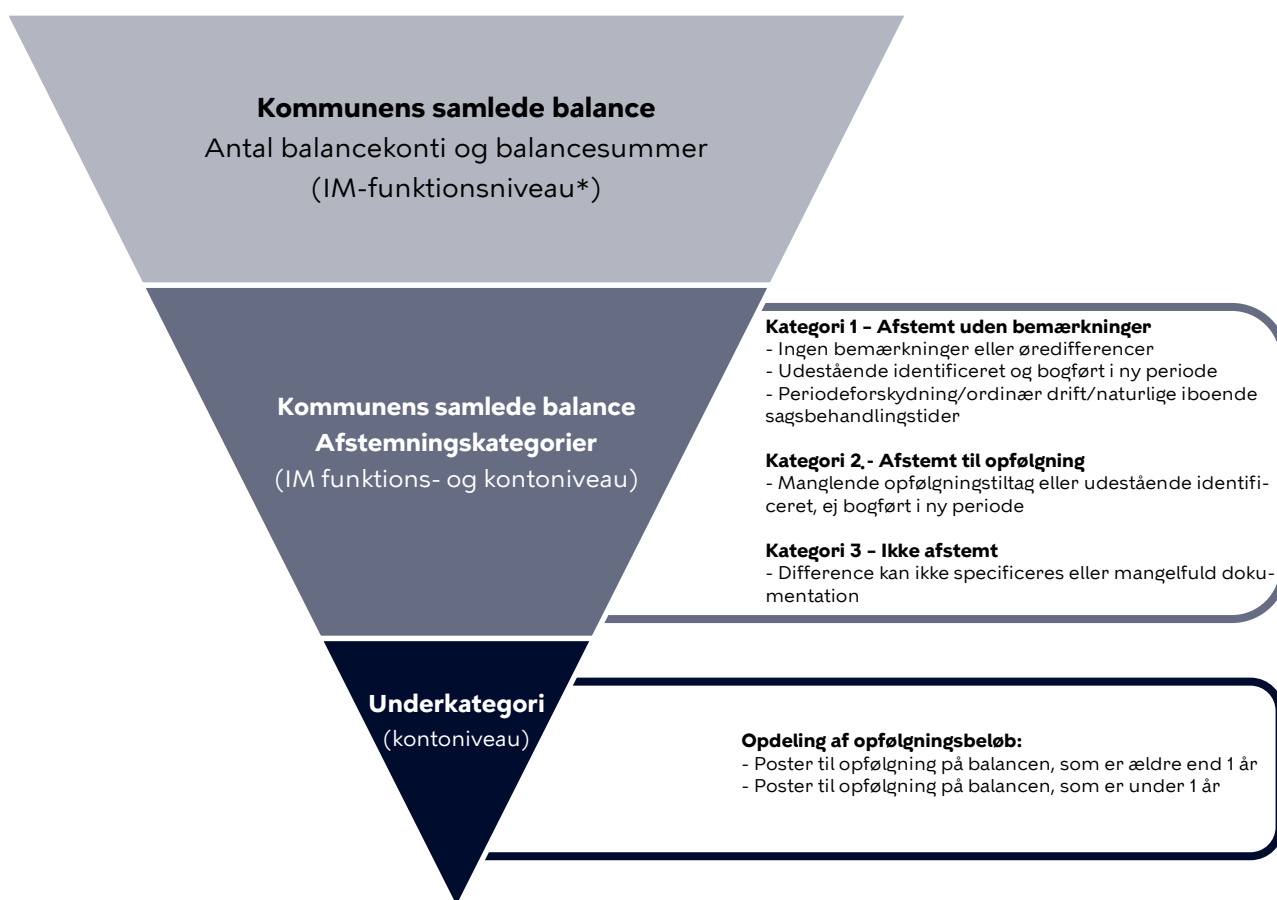 Kommunens samlede balance
Antal balancekonti og balancesummer
(IM-funktionsniveau*)
Kommunens samlede balance
Afstemningskategorier
(IM funktions- og kontoniveau)
Kategori 1 – Afstemt uden bemærkninger
- Ingen bemærkninger eller øredifferencer
- Udestående identificeret og bogført i ny periode
- Periodeforskydning/ordinær drift/naturlige iboende
sagsbehandlingstider
Kategori 2 - Afstemt til opfølgning
- Manglende opfølgningstiltag eller udestående identifi-
ceret, ej bogført i ny periode
Kategori 3 – Ikke afstemt
- Difference kan ikke specificeres eller mangelfuld doku-
mentation
Underkategori
(kontoniveau)
Opdeling af opfølgningsbeløb:
- Poster til opfølgning på balancen, som er ældre end 1 år
- Poster til opfølgning på balancen, som er under 1 år